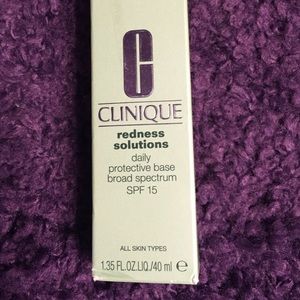 C
CLINIQUE
redness
solutions
daily
protective base
broad spectrum
SPF 15
ALL SKIN TYPES
1.35 FL.OZ.LIQ./40 ml ℮